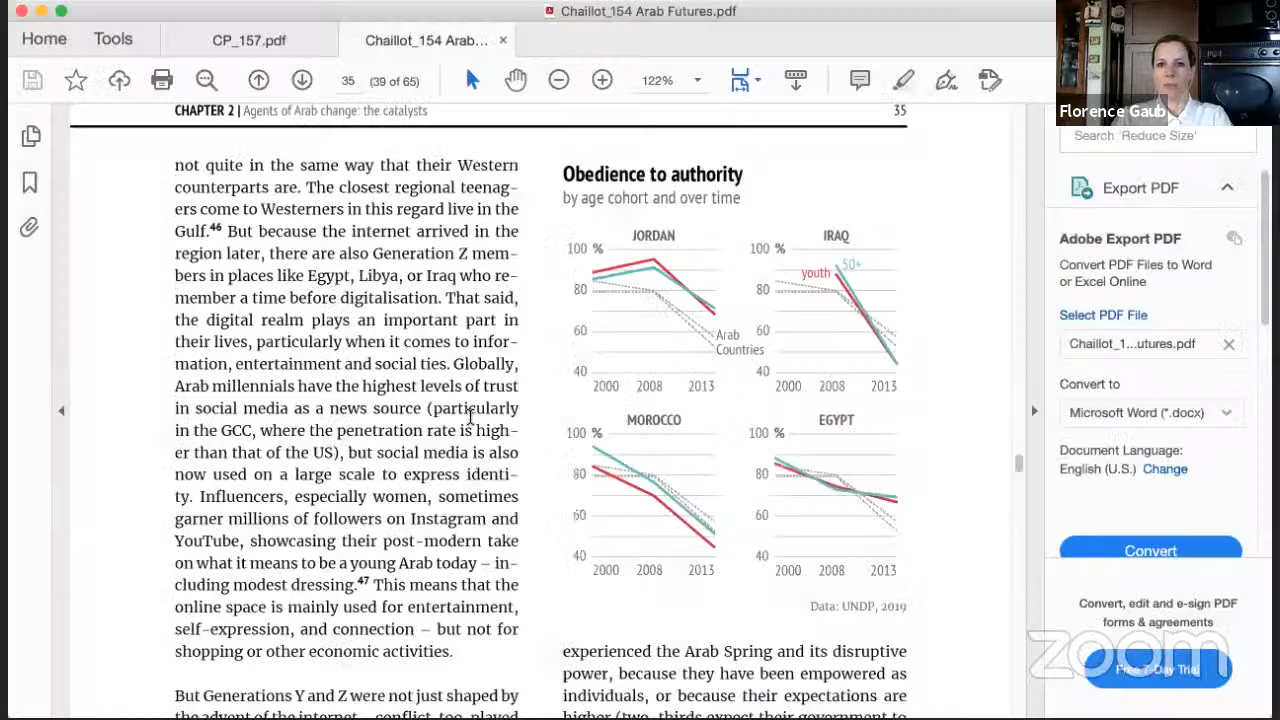 Chaillot_154 Arab Futures.pdf
Home
Tools
CP_157.pdf
Chaillot_154 Arab...
×
35
(39 of 65)
122%
Florence Gaub
CHAPTER 2 | Agents of Arab change: the catalysts
35
not quite in the same way that their Western
counterparts are. The closest regional teenag-
ers come to Westerners in this regard live in the
Gulf.46 But because the internet arrived in the
region later, there are also Generation Z mem-
bers in places like Egypt, Libya, or Iraq who re-
member a time before digitalisation. That said,
the digital realm plays an important part in
their lives, particularly when it comes to infor-
mation, entertainment and social ties. Globally,
Arab millennials have the highest levels of trust
in social media as a news source (particularly
in the GCC, where the penetration rate is high-
er than that of the US), but social media is also
now used on a large scale to express identi-
ty. Influencers, especially women, sometimes
garner millions of followers on Instagram and
YouTube, showcasing their post-modern take
on what it means to be a young Arab today – in-
cluding modest dressing.47 This means that the
online space is mainly used for entertainment,
self-expression, and connection – but not for
shopping or other economic activities.
But Generations Y and Z were not just shaped by
the advent of the internet – conflict, too, played
Obedience to authority
by age cohort and over time
JORDAN
100 %
80
60
40
2000 2008 2013
Arab
Countries
IRAQ
100 %
80
60
40
youth
50+
2000 2008 2013
MOROCCO
100 %
80
60
40
2000 2008 2013
EGYPT
100 %
80
60
40
2000 2008 2013
Data: UNDP, 2019
experienced the Arab Spring and its disruptive
power, because they have been empowered as
individuals, or because their expectations are
higher (two-thirds expect their government to
Search 'Reduce Size'
Export PDF
Adobe Export PDF
Convert PDF Files to Word
or Excel Online
Select PDF File
Chaillot_1...utures.pdf
Convert to
Microsoft Word (*.docx)
Document Language:
English (U.S.) Change
Convert
Convert, edit and e-sign PDF
forms & agreements
Free 7-Day Trial
zoom